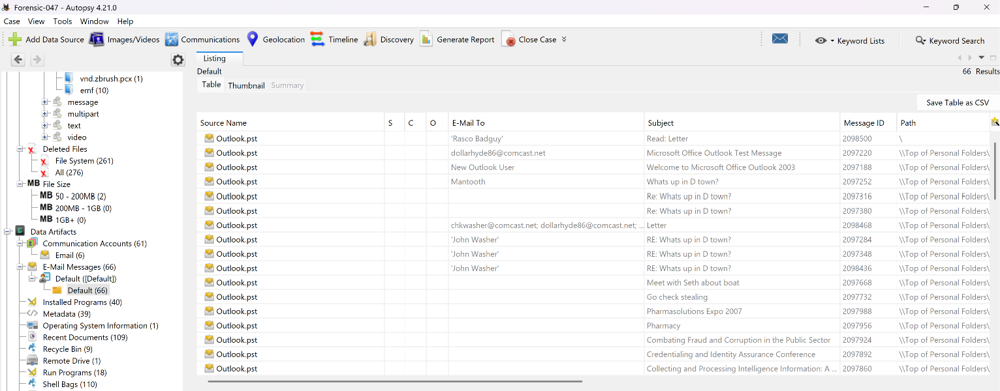 Forensic-047 - Autopsy 4.21.0
Case View Tools Window Help
Add Data Source Images/Videos Communications Geolocation Timeline Discovery Generate Report Close Case Keyword Lists Keyword Search
Listing
Default
66 Results
Table Thumbnail Summary
Save Table as CSV
vnd.zbrush.pcx (1)
emf (10)
message
multipart
text
video
Deleted Files
File System (261)
All (276)
MB File Size
MB 50 - 200MB (2)
MB 200MB - 1GB (0)
MB 1GB+ (0)
Data Artifacts
Communication Accounts (61)
Email (6)
E-Mail Messages (66)
Default ([Default])
Default (66)
Installed Programs (40)
Metadata (39)
Operating System Information (1)
Recent Documents (109)
Recycle Bin (9)
Remote Drive (1)
Run Programs (18)
Shell Bags (110)
Source Name S C O E-Mail To Subject Message ID Path
Outlook.pst 'Rasco Badguy' Read: Letter 2098500 \
Outlook.pst dollarhyde86@comcast.net Microsoft Office Outlook Test Message 2097220 \\Top of Personal Folders\
Outlook.pst New Outlook User Welcome to Microsoft Office Outlook 2003 2097188 \\Top of Personal Folders\
Outlook.pst Mantooth Whats up in D town? 2097252 \\Top of Personal Folders\
Outlook.pst Re: Whats up in D town? 2097316 \\Top of Personal Folders\
Outlook.pst Re: Whats up in D town? 2097380 \\Top of Personal Folders\
Outlook.pst chkwasher@comcast.net; dollarhyde86@comcast.net; ... Letter 2098468 \\Top of Personal Folders\
Outlook.pst 'John Washer' RE: Whats up in D town? 2097284 \\Top of Personal Folders\
Outlook.pst 'John Washer' RE: Whats up in D town? 2097348 \\Top of Personal Folders\
Outlook.pst 'John Washer' RE: Whats up in D town? 2098436 \\Top of Personal Folders\
Outlook.pst Meet with Seth about boat 2097668 \\Top of Personal Folders\
Outlook.pst Go check stealing 2097732 \\Top of Personal Folders\
Outlook.pst Pharmasolutions Expo 2007 2097988 \\Top of Personal Folders\
Outlook.pst Pharmacy 2097956 \\Top of Personal Folders\
Outlook.pst Combating Fraud and Corruption in the Public Sector 2097924 \\Top of Personal Folders\
Outlook.pst Credentialing and Identity Assurance Conference 2097892 \\Top of Personal Folders\
Outlook.pst Collecting and Processing Intelligence Information: A ... 2097860 \\Top of Personal Folders\